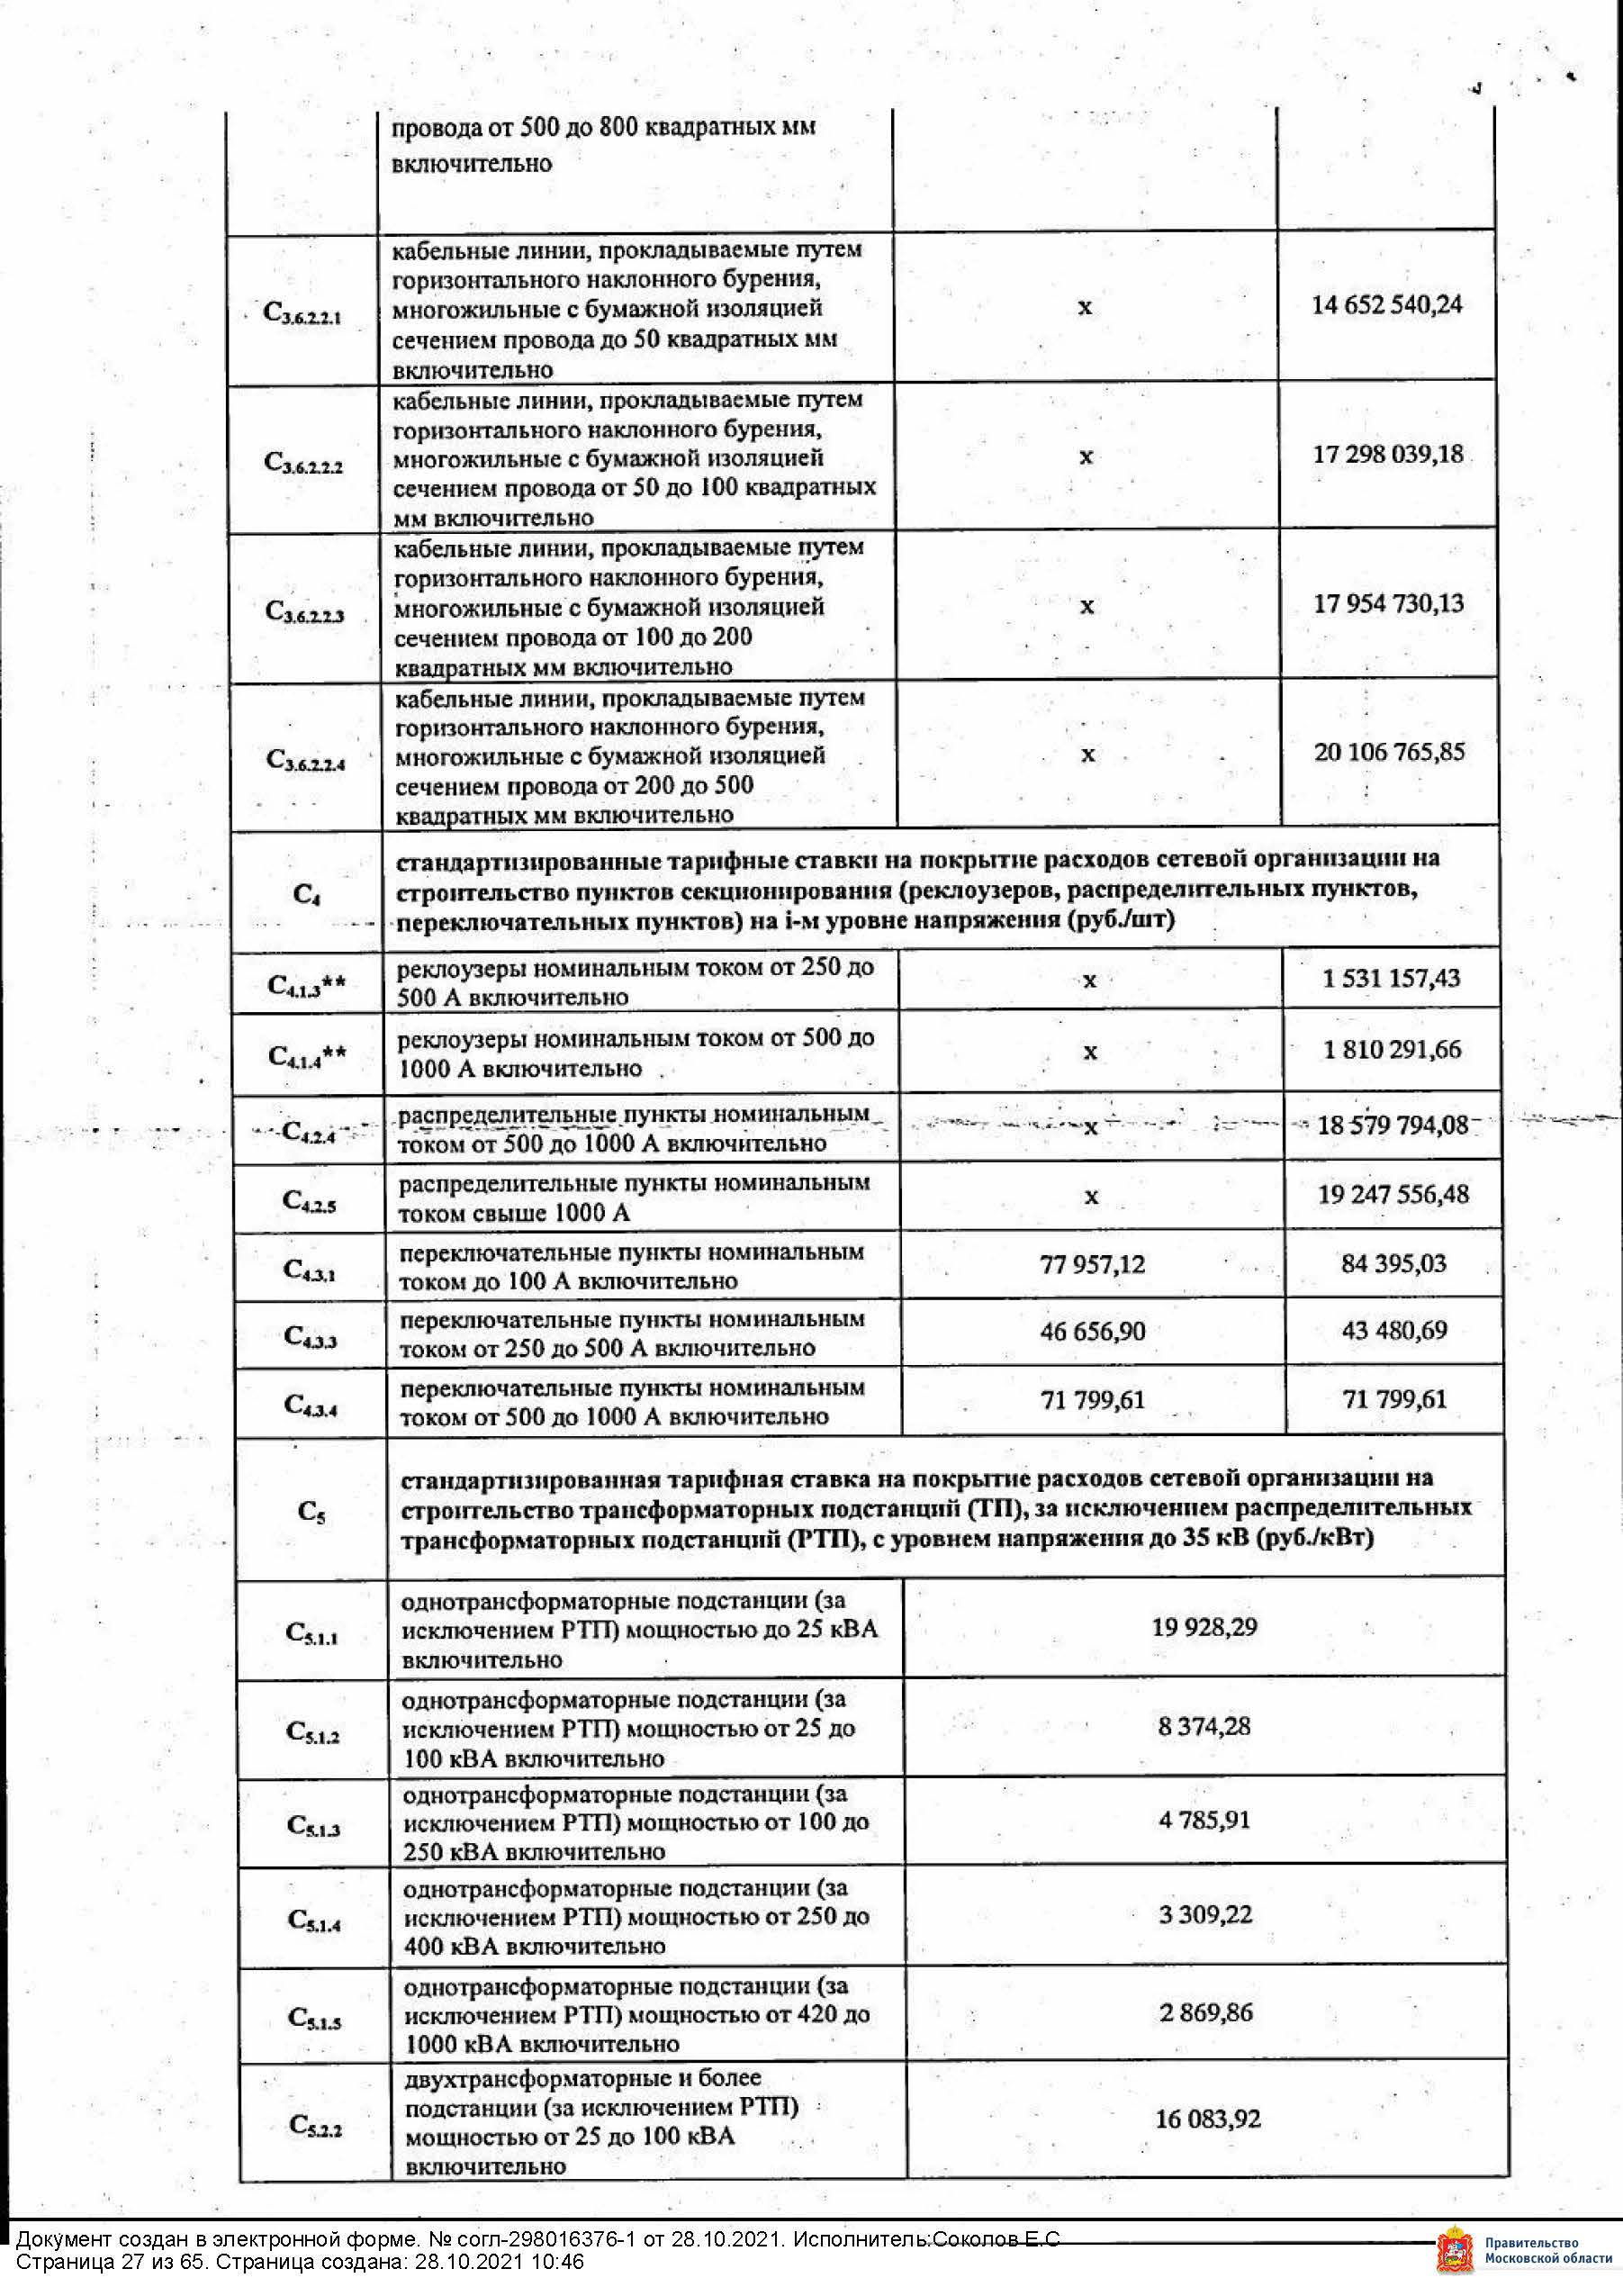 провода от 500 до 800 квадратных мм
включительно
С3.6.2.2.1
кабельные линии, прокладываемые путем
горизонтального наклонного бурения,
многожильные с бумажной изоляцией
сечением провода до 50 квадратных мм
включительно
х
14 652 540,24
С3.6.2.2.2
кабельные линии, прокладываемые путем
горизонтального наклонного бурения,
многожильные с бумажной изоляцией
сечением провода от 50 до 100 квадратных
мм включительно
х
17 298 039,18
С3.6.2.2.3
кабельные линии, прокладываемые путем
горизонтального наклонного бурения,
многожильные с бумажной изоляцией
сечением провода от 100 до 200
квадратных мм включительно
х
17 954 730,13
С3.6.2.2.4
кабельные линии, прокладываемые путем
горизонтального наклонного бурения,
многожильные с бумажной изоляцией
сечением провода от 200 до 500
квадратных мм включительно
х
20 106 765,85
С4
стандартизированные тарифные ставки на покрытие расходов сетевой организации на
строительство пунктов секционирования (реклоузеров, распределительных пунктов,
переключательных пунктов) на i-м уровне напряжения (руб./шт)
С4.1.3**
реклоузеры номинальным током от 250 до
500 А включительно
х
1 531 157,43
С4.1.4**
реклоузеры номинальным током от 500 до
1000 А включительно
х
1 810 291,66
С4.2.4
распределительные пункты номинальным
током от 500 до 1000 А включительно
х
18 579 794,08
С4.2.5
распределительные пункты номинальным
током свыше 1000 А
х
19 247 556,48
С4.3.1
переключательные пункты номинальным
током до 100 А включительно
77 957,12
84 395,03
С4.3.3
переключательные пункты номинальным
током от 250 до 500 А включительно
46 656,90
43 480,69
С4.3.4
переключательные пункты номинальным
током от 500 до 1000 А включительно
71 799,61
71 799,61
С5
стандартизированная тарифная ставка на покрытие расходов сетевой организации на
строительство трансформаторных подстанций (ТП), за исключением распределительных
трансформаторных подстанций (РТП), с уровнем напряжения до 35 кВ (руб./кВт)
С5.1.1
однотрансформаторные подстанции (за
исключением РТП) мощностью до 25 кВА
включительно
19 928,29
С5.1.2
однотрансформаторные подстанции (за
исключением РТП) мощностью от 25 до
100 кВА включительно
8 374,28
С5.1.3
однотрансформаторные подстанции (за
исключением РТП) мощностью от 100 до
250 кВА включительно
4 785,91
С5.1.4
однотрансформаторные подстанции (за
исключением РТП) мощностью от 250 до
400 кВА включительно
3 309,22
С5.1.5
однотрансформаторные подстанции (за
исключением РТП) мощностью от 420 до
1000 кВА включительно
2 869,86
С5.2.2
двухтрансформаторные и более
подстанции (за исключением РТП)
мощностью от 25 до 100 кВА
включительно
16 083,92
Документ создан в электронной форме. № согл-298016376-1 от 28.10.2021. Исполнитель:Соколов Е.С
Страница 27 из 65. Страница создана: 28.10.2021 10:46
Правительство
Московской области